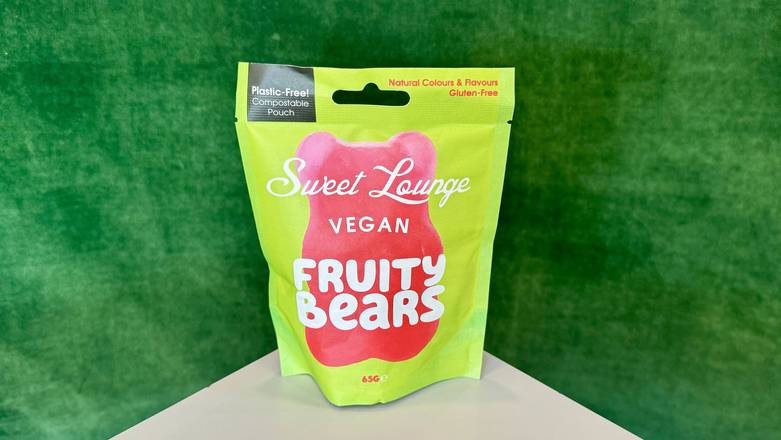 Plastic-Free!
Compostable
Pouch
Natural Colours & Flavours
Gluten-Free
Sweet Lounge
VEGAN
FRUITY
BeARS
65G℮